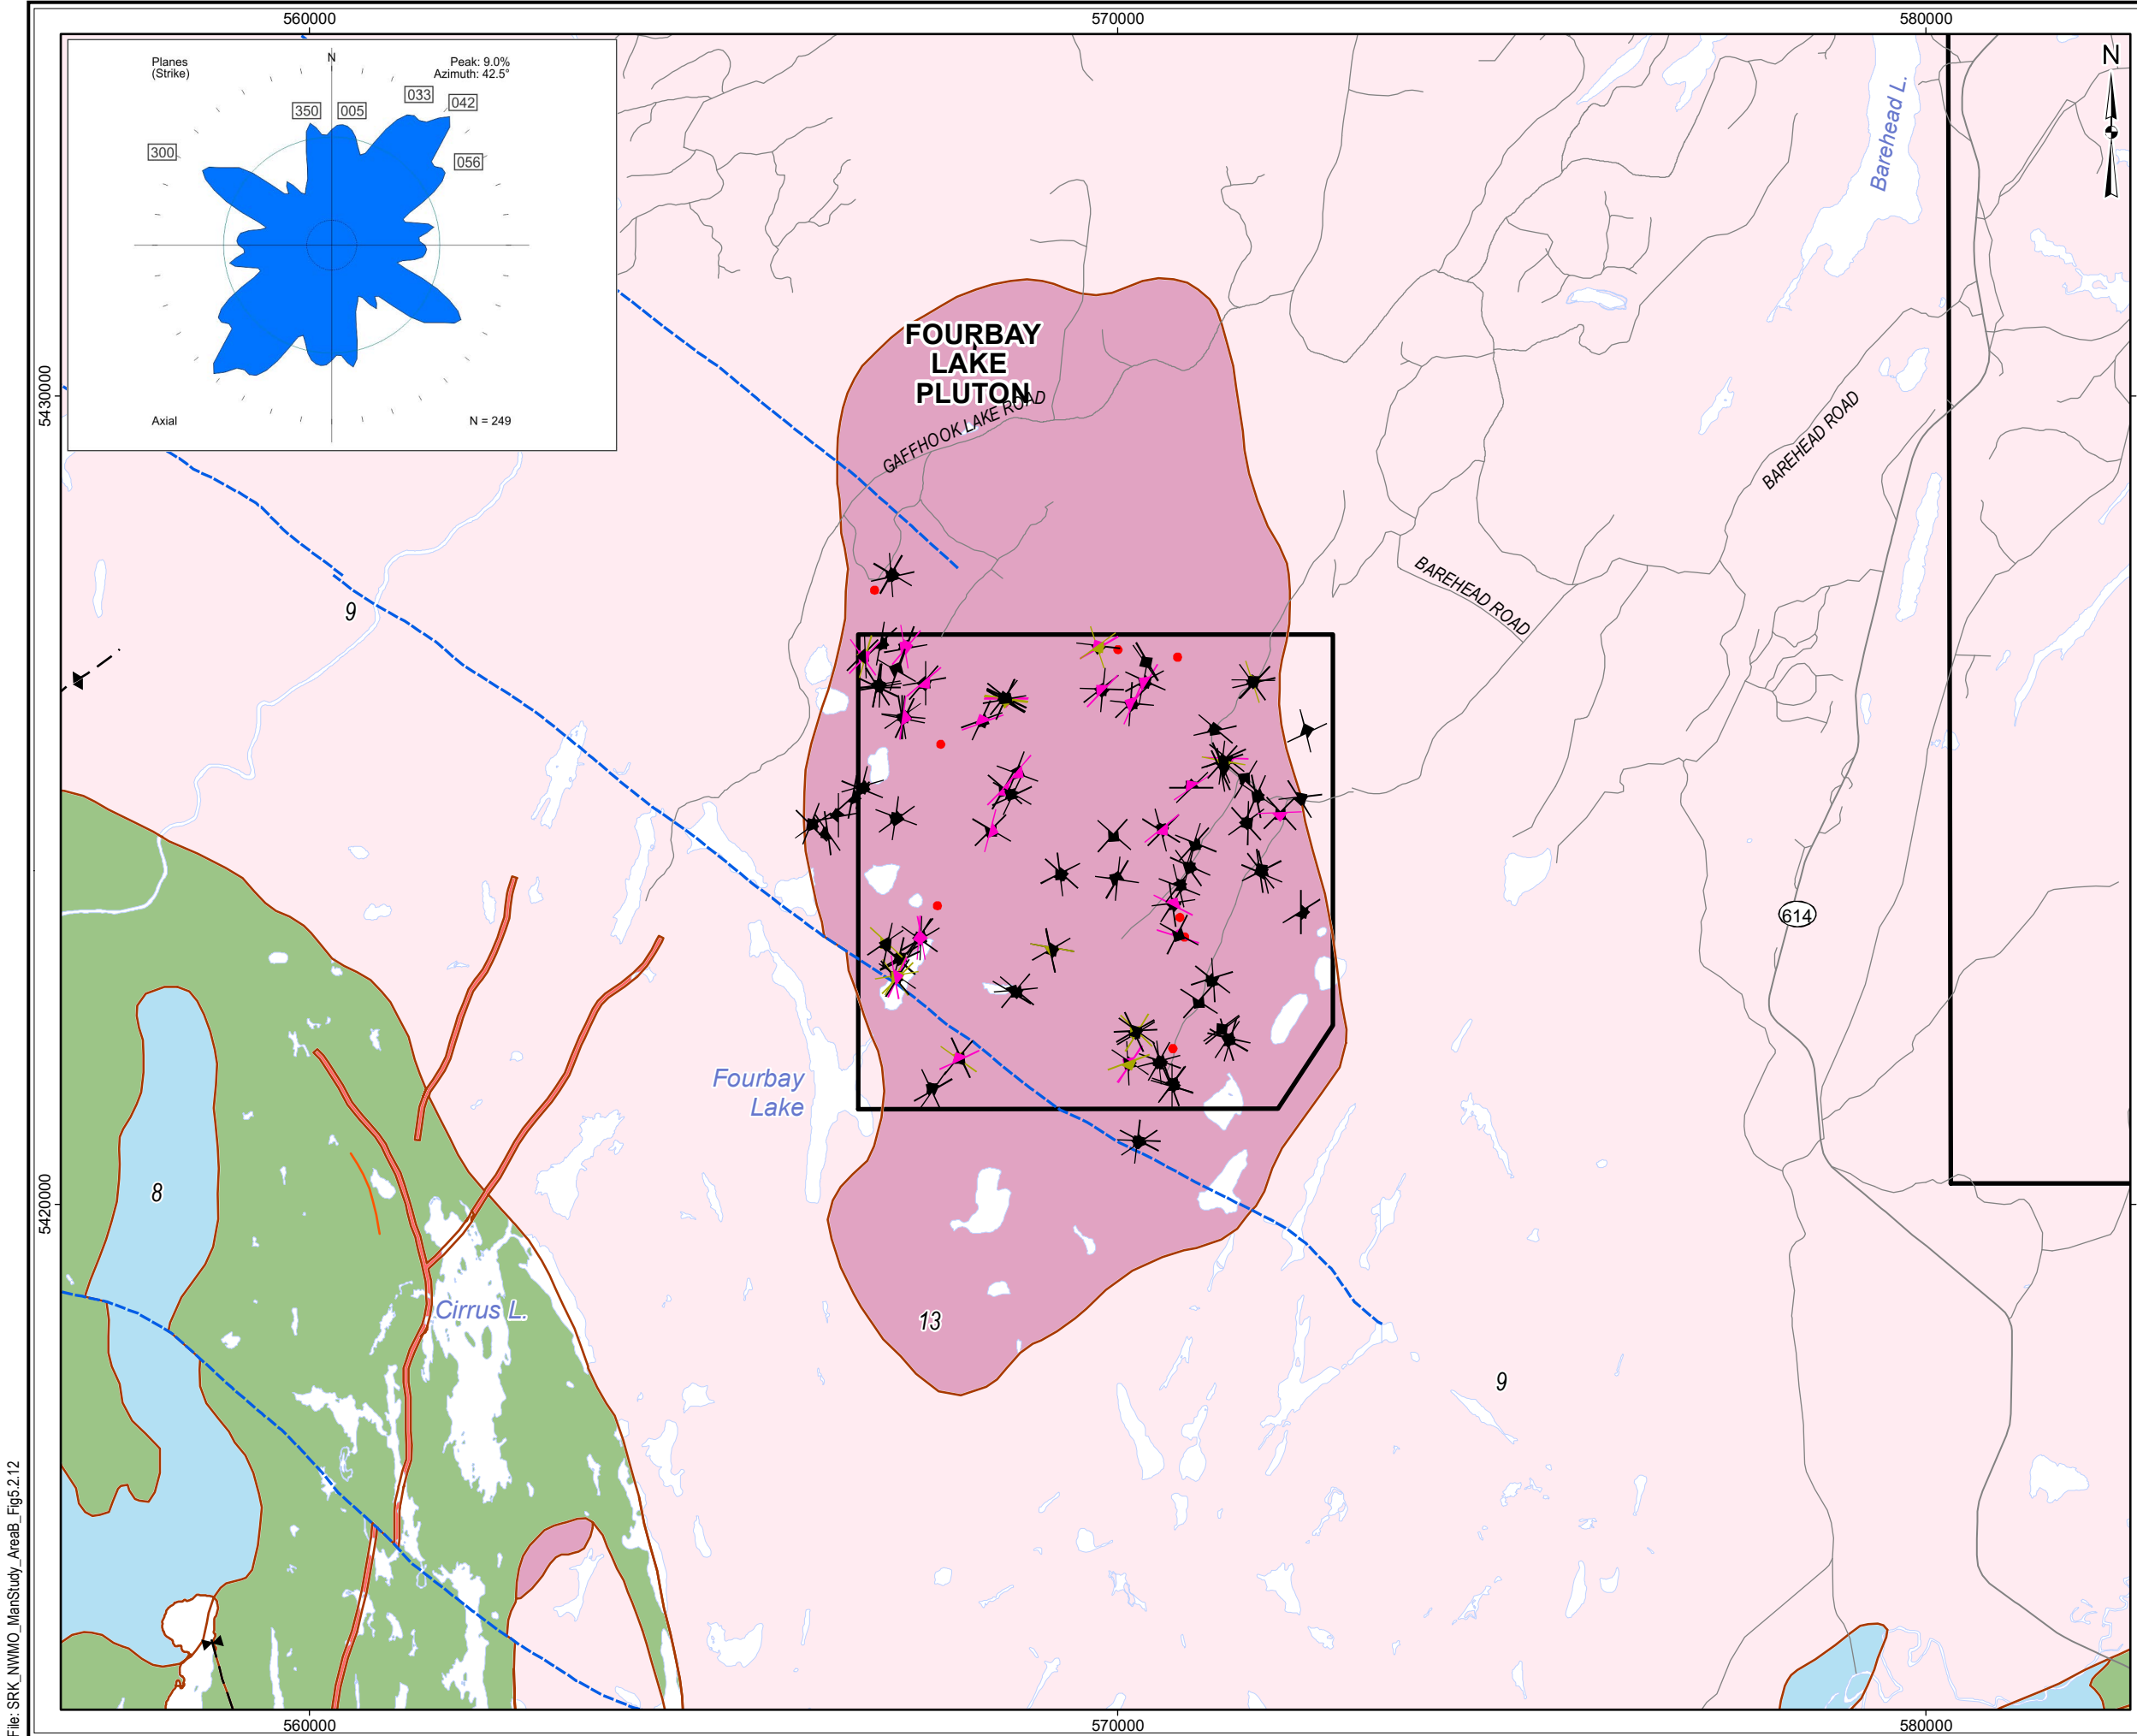 560000
570000
580000
Planes
(Strike)
N
Peak: 9.0%
Azimuth: 42.5°
350
005
033
042
300
056
Axial
N = 249
N
Barehead L.
FOURBAY
LAKE
PLUTON
GAFFHOOK LAKE ROAD
BAREHEAD ROAD
BAREHEAD ROAD
5430000
9
614
Fourbay
Lake
8
5420000
Cirrus L.
13
9
File: SRK_NWMO_ManStudy_AreaB_Fig5.2.12
560000
570000
580000